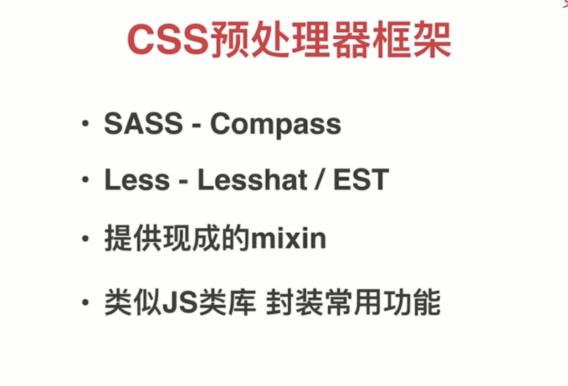 CSS预处理器框架
• SASS - Compass
• Less - Lesshat / EST
• 提供现成的mixin
• 类似JS类库 封装常用功能